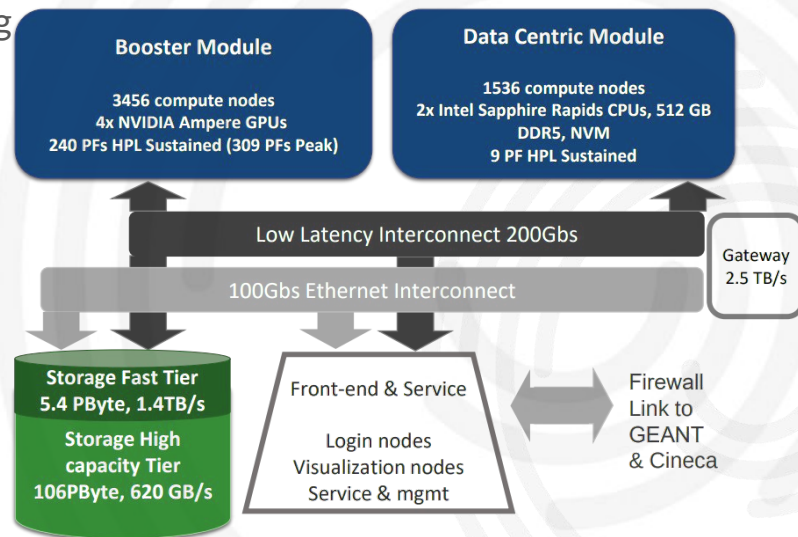 g
Booster Module
3456 compute nodes
4x NVIDIA Ampere GPUs
240 PFs HPL Sustained (309 PFs Peak)
Data Centric Module
1536 compute nodes
2x Intel Sapphire Rapids CPUs, 512 GB
DDR5, NVM
9 PF HPL Sustained
Low Latency Interconnect 200Gbs
100Gbs Ethernet Interconnect
Gateway
2.5 TB/s
Storage Fast Tier
5.4 PByte, 1.4TB/s
Storage High
capacity Tier
106PByte, 620 GB/s
Front-end & Service
Login nodes
Visualization nodes
Service & mgmt
Firewall
Link to
GEANT
& Cineca